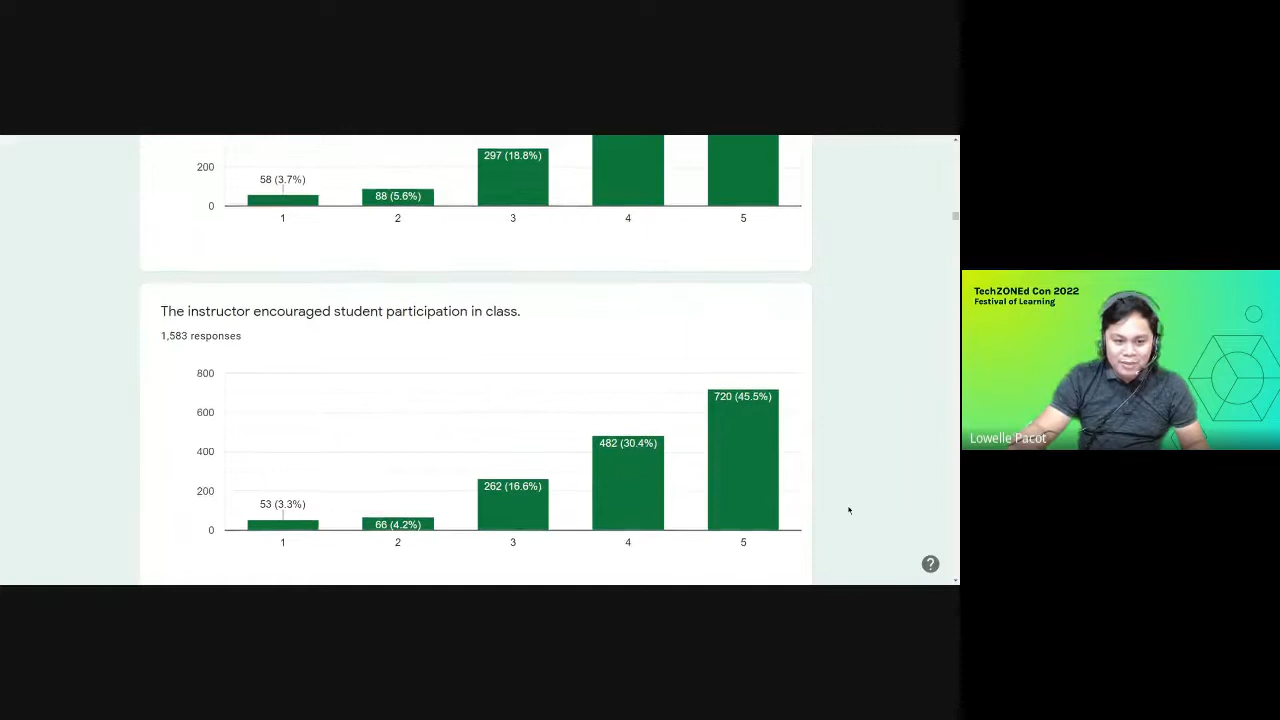 200
0
58 (3.7%)
88 (5.6%)
297 (18.8%)
1 2 3 4 5
The instructor encouraged student participation in class.
1,583 responses
800
600
400
200
0
53 (3.3%)
66 (4.2%)
262 (16.6%)
482 (30.4%)
720 (45.5%)
1 2 3 4 5
?
TechZONEd Con 2022
Festival of Learning
Lowelle Pacot